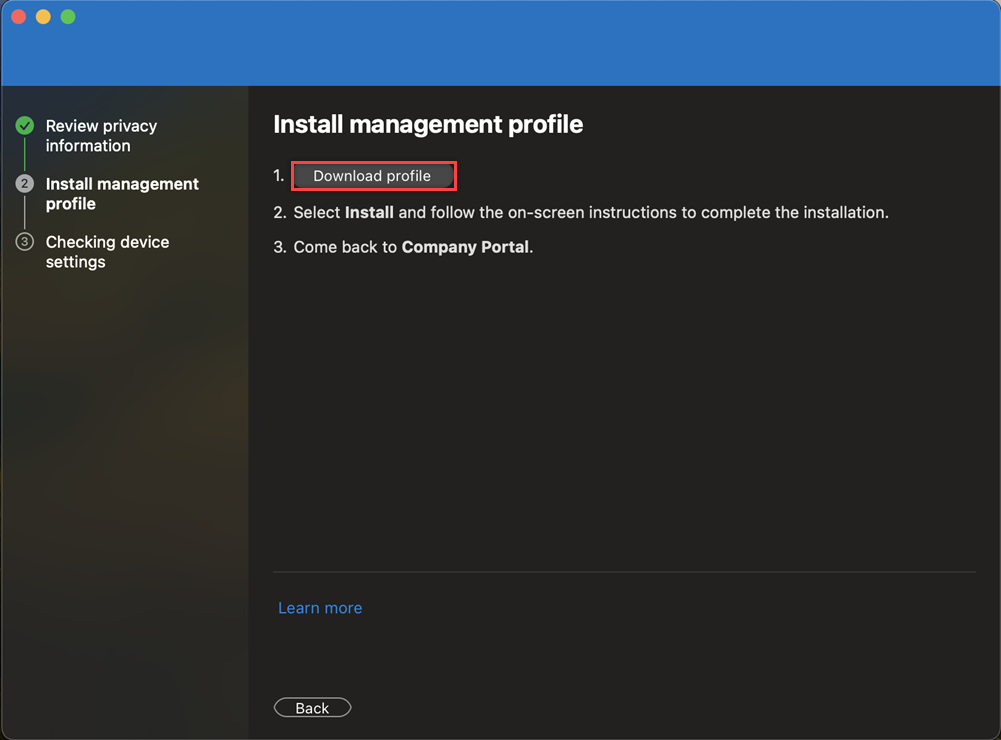 Review privacy
information
2
Install management
profile
3
Checking device
settings
Install management profile
1. Download profile
2. Select Install and follow the on-screen instructions to complete the installation.
3. Come back to Company Portal.
Learn more
Back